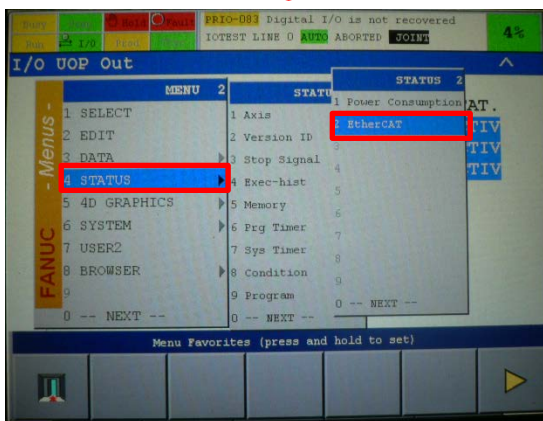 Busy
Hold
Fault
PRIO-083 Digital I/O is not recovered
Run
I/O
Prod
IOTEST LINE 0 AUTO ABORTED JOINT
4%
I/O UOP Out
MENU 2
1 SELECT
2 EDIT
3 DATA
4 STATUS
5 4D GRAPHICS
6 SYSTEM
7 USER2
8 BROWSER
9
0 -- NEXT --
- Menus -
FANUC
STATU
1 Axis
2 Version ID
3 Stop Signal
4 Exec-hist
5 Memory
6 Prg Timer
7 Sys Timer
8 Condition
9 Program
0 -- NEXT --
STATUS 2
1 Power Consumption
2 EtherCAT
3
4
5
6
7
8
9
0 -- NEXT --
AT.
TIV
TIV
TIV
Menu Favorites (press and hold to set)